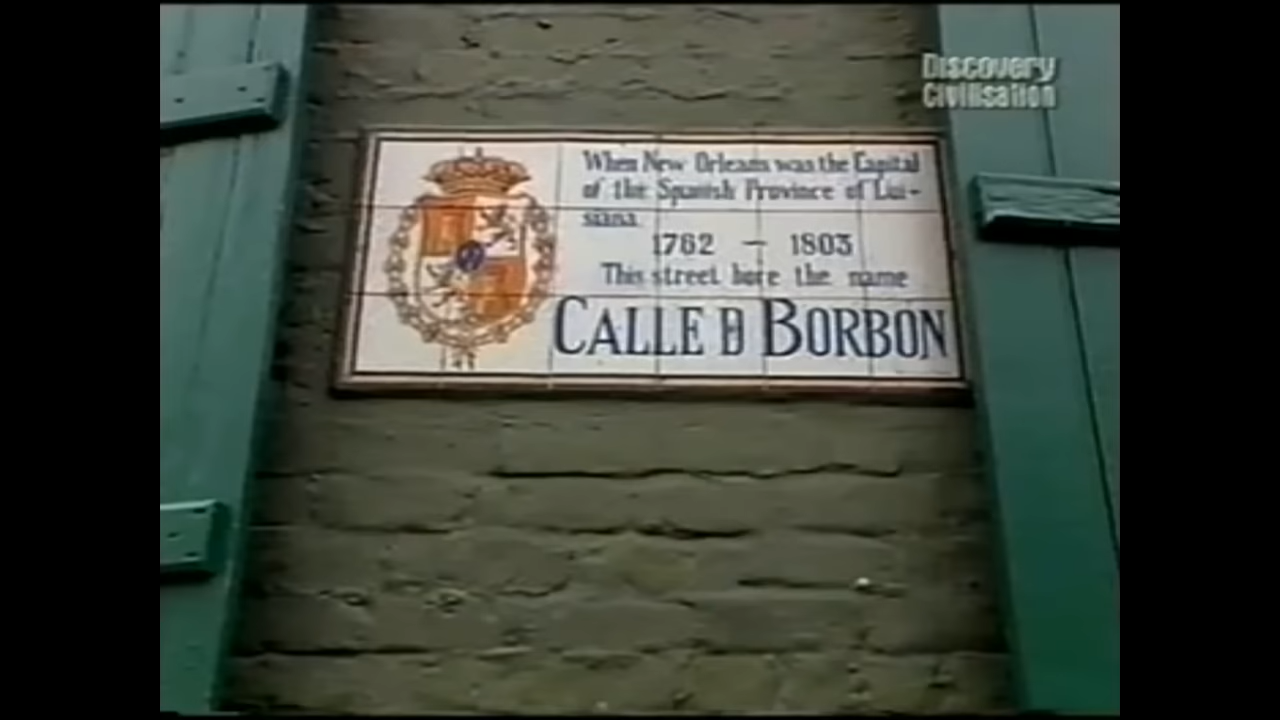 Discovery
Civilisation
When New Orleans was the Capital
of the Spanish Province of Lui-
siana
1762 - 1803
This street bore the name
CALLE D BORBON